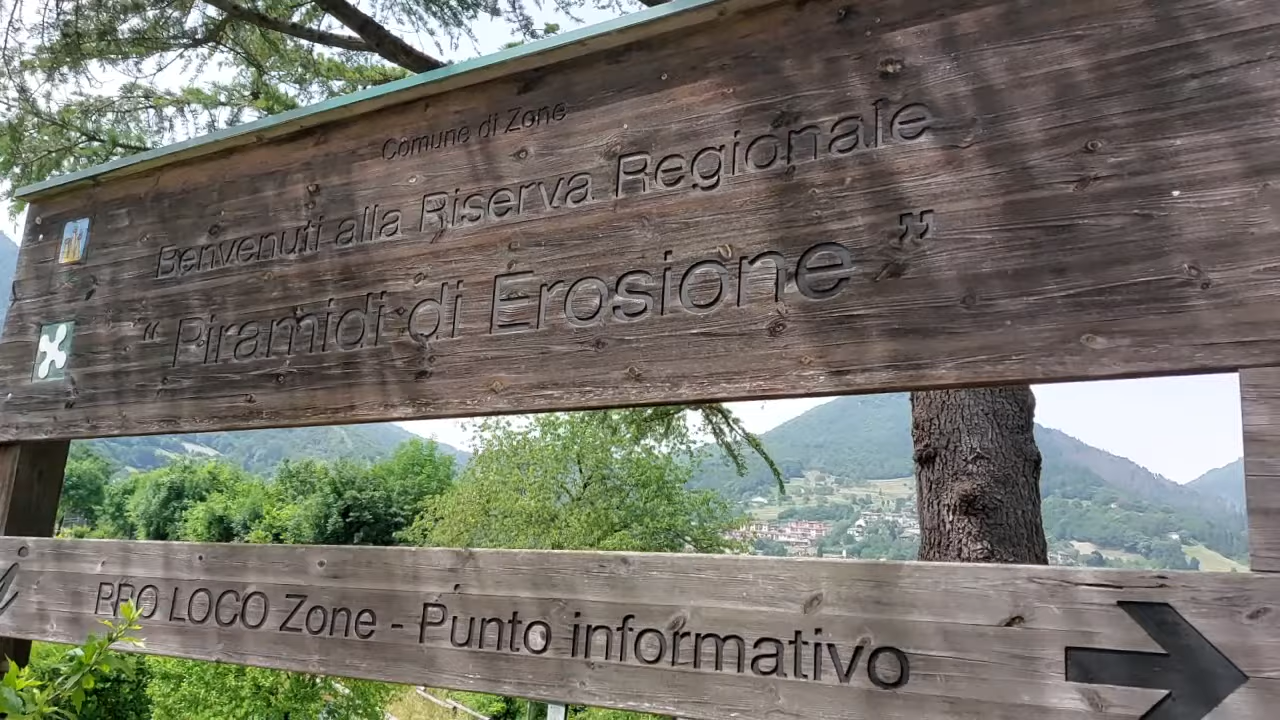 Comune di Zone
Benvenuti alla Riserva Regionale
“ Piramidi di Erosione ”
PRO LOCO Zone - Punto informativo